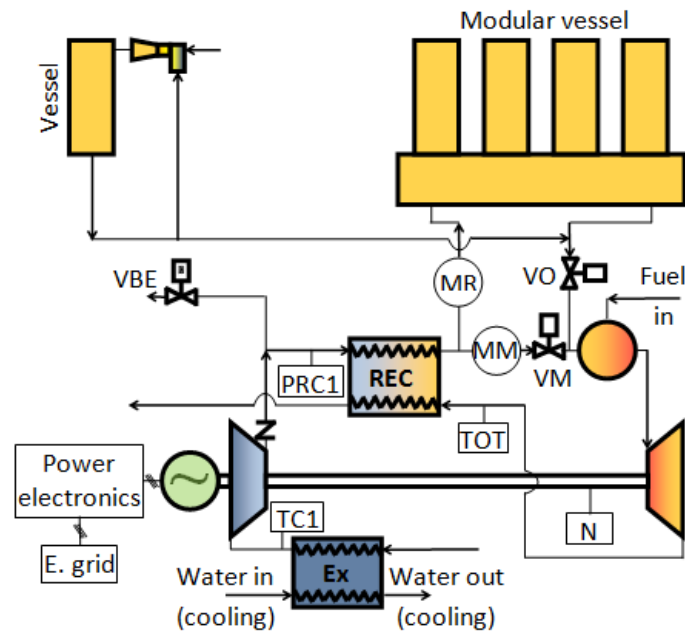 Modular vessel
Vessel
VBE
MR
VO
Fuel
in
MM
VM
PRC1
REC
TOT
Power
electronics
E. grid
TC1
N
Ex
Water in
(cooling)
Water out
(cooling)